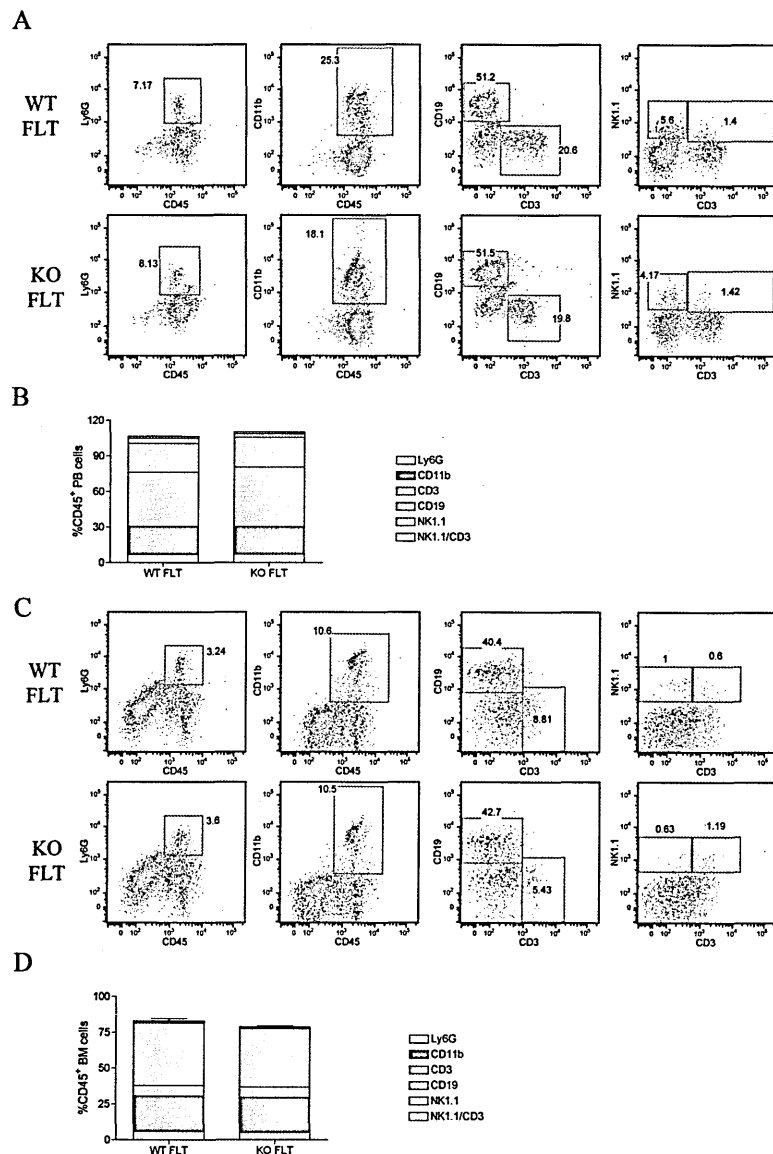 A
WT
FLT
7.17
25.3
51.2
20.6
5.6
1.4
Ly6G
CD45
CD11b
CD45
CD19
CD3
NK1.1
CD3
KO
FLT
8.13
18.1
51.5
19.8
4.17
1.42
Ly6G
CD45
CD11b
CD45
CD19
CD3
NK1.1
CD3
B
%CD45⁺ PB cells
120
90
60
30
0
WT FLT
KO FLT
Ly6G
CD11b
CD3
CD19
NK1.1
NK1.1/CD3
C
WT
FLT
3.24
10.6
40.4
8.81
1
0.6
Ly6G
CD45
CD11b
CD45
CD19
CD3
NK1.1
CD3
KO
FLT
3.6
10.5
42.7
5.43
0.63
1.19
Ly6G
CD45
CD11b
CD45
CD19
CD3
NK1.1
CD3
D
%CD45⁺ BM cells
100
75
50
25
0
WT FLT
KO FLT
Ly6G
CD11b
CD3
CD19
NK1.1
NK1.1/CD3